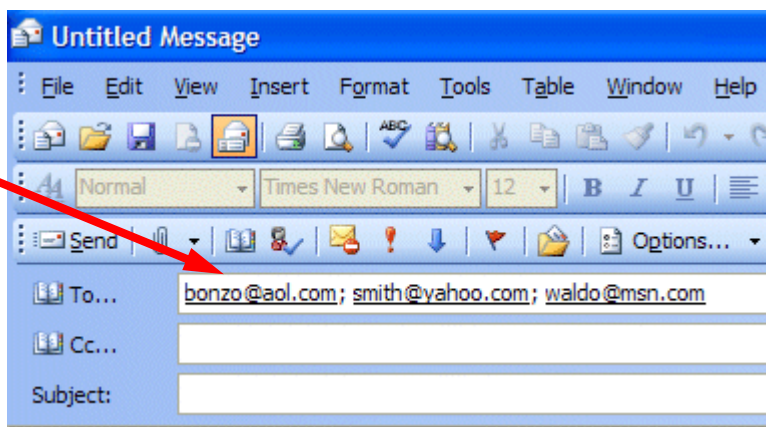 Untitled Message
File Edit View Insert Format Tools Table Window Help
ABC
Normal Times New Roman 12 B I U
Send Options...
To... bonzo@aol.com; smith@yahoo.com; waldo@msn.com
Cc...
Subject: